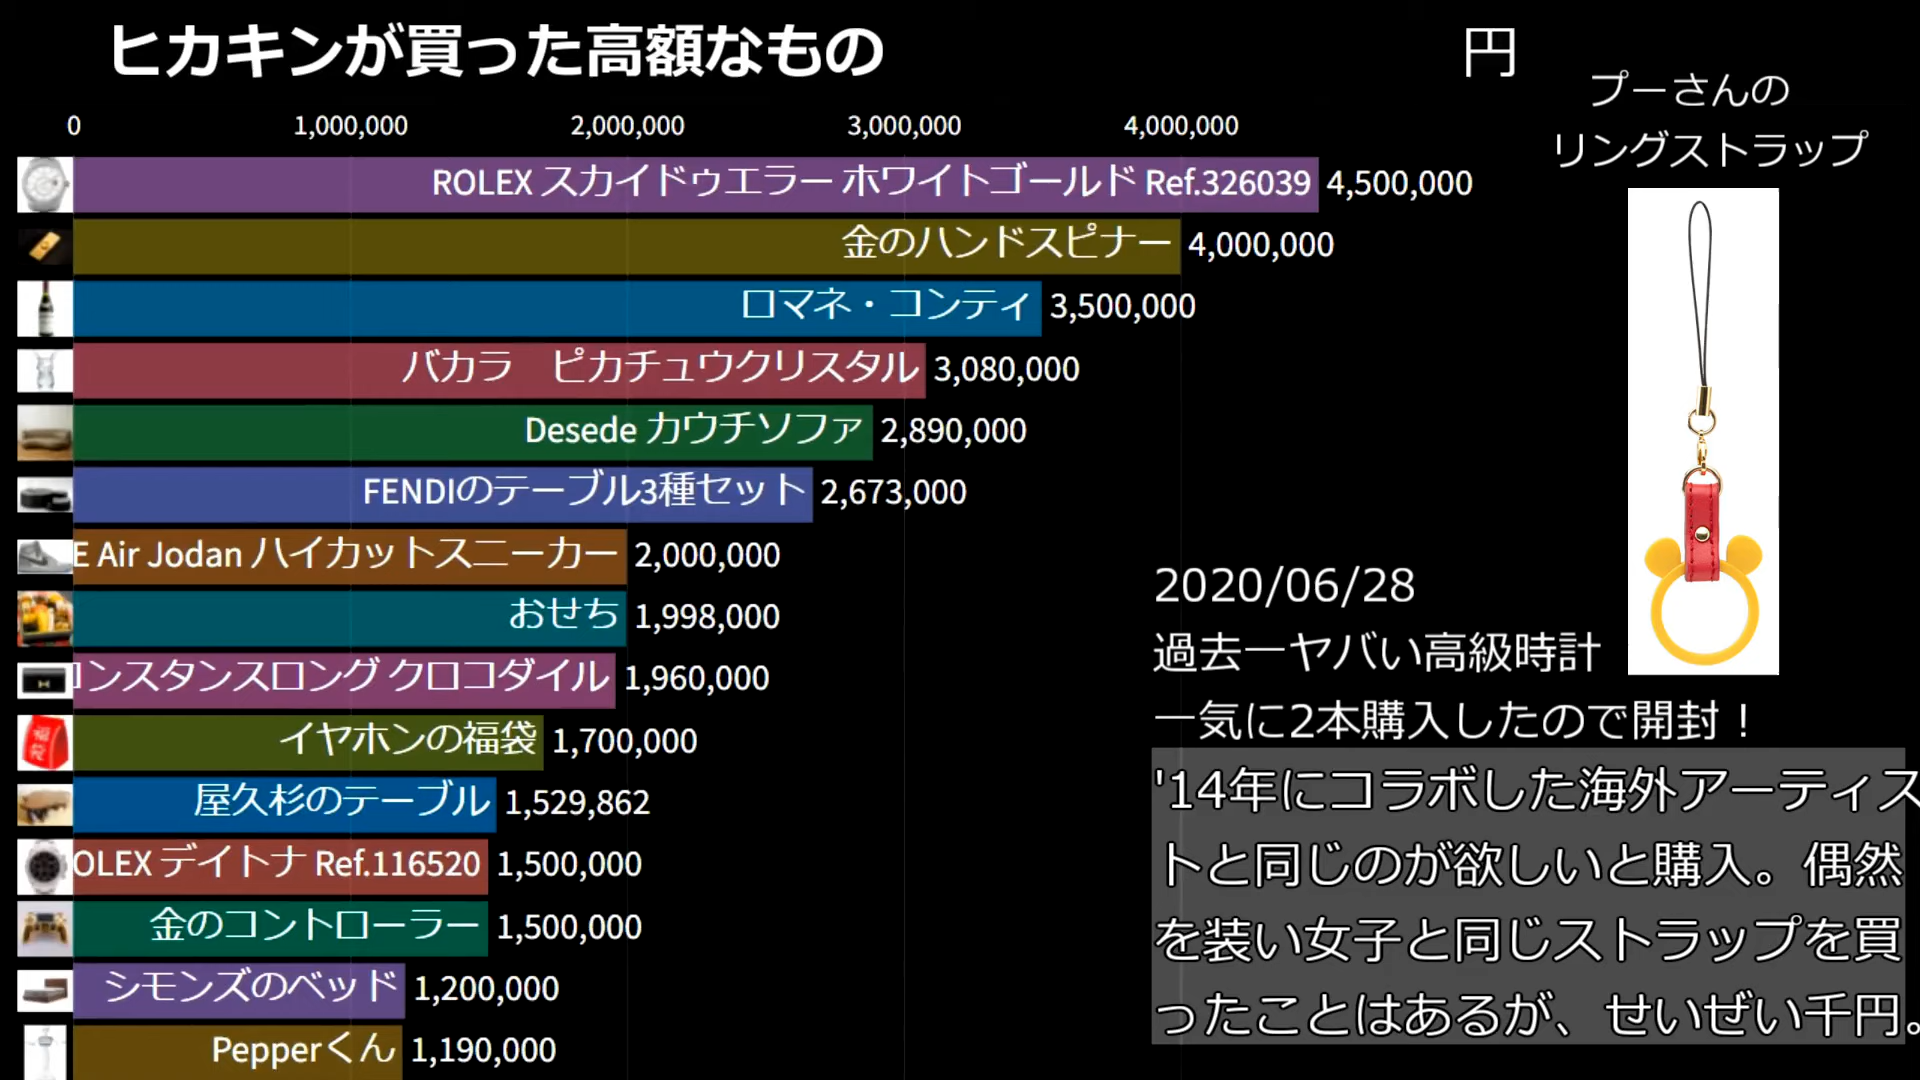 ヒカキンが買った高額なもの
円
プーさんの
リングストラップ
0 1,000,000 2,000,000 3,000,000 4,000,000
ROLEX スカイドゥエラー ホワイトゴールド Ref.326039 4,500,000
金のハンドスピナー 4,000,000
ロマネ・コンティ 3,500,000
バカラ　ピカチュウクリスタル 3,080,000
Desede カウチソファ 2,890,000
FENDIのテーブル3種セット 2,673,000
E Air Jodan ハイカットスニーカー 2,000,000
おせち 1,998,000
コンスタンスロング クロコダイル 1,960,000
イヤホンの福袋 1,700,000
屋久杉のテーブル 1,529,862
OLEX デイトナ Ref.116520 1,500,000
金のコントローラー 1,500,000
シモンズのベッド 1,200,000
Pepperくん 1,190,000
2020/06/28
過去一ヤバい高級時計
一気に2本購入したので開封！
'14年にコラボした海外アーティス
トと同じのが欲しいと購入。偶然
を装い女子と同じストラップを買
ったことはあるが、せいぜい千円。
福袋